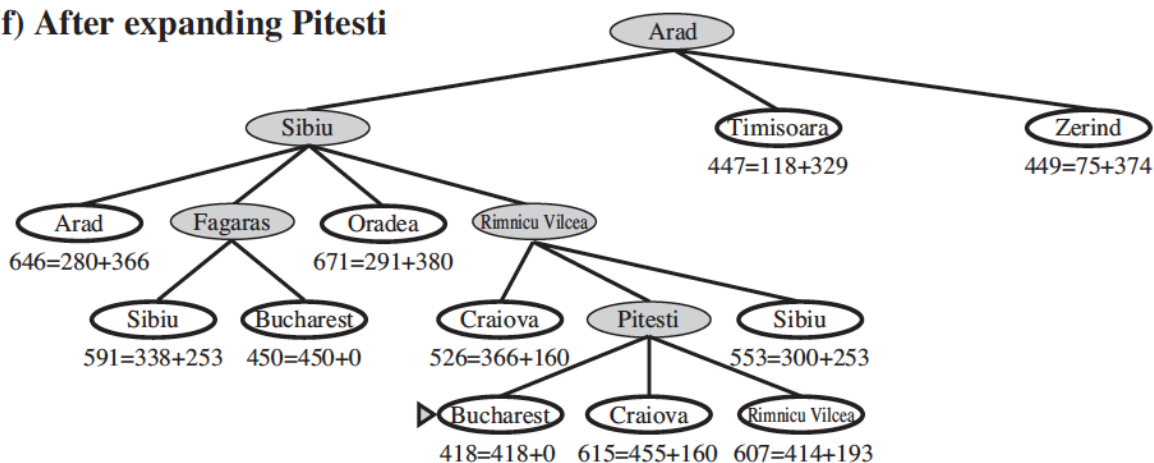 f) After expanding Pitesti
Arad
Sibiu
Timisoara
Zerind
447=118+329
449=75+374
Arad
Fagaras
Oradea
Rimnicu Vilcea
646=280+366
671=291+380
Sibiu
Bucharest
Craiova
Pitesti
Sibiu
591=338+253
450=450+0
526=366+160
553=300+253
Bucharest
Craiova
Rimnicu Vilcea
418=418+0
615=455+160
607=414+193